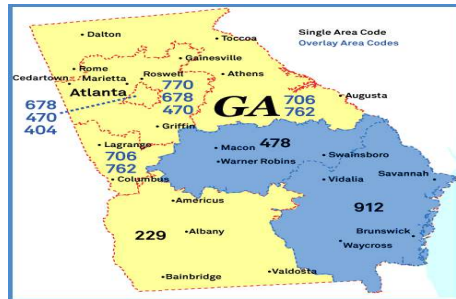 Dalton
Toccoa
Single Area Code
Overlay Area Codes
Gainesville
Rome
Cedartown
Marietta
Roswell
Athens
Atlanta
770
678
470
678
470
404
GA
706
762
Augusta
Griffin
Lagrange
706
762
Columbus
478
Macon
Warner Robins
Swainsboro
Vidalia
Savannah
Americus
912
229
Albany
Brunswick
Waycross
Bainbridge
Valdosta